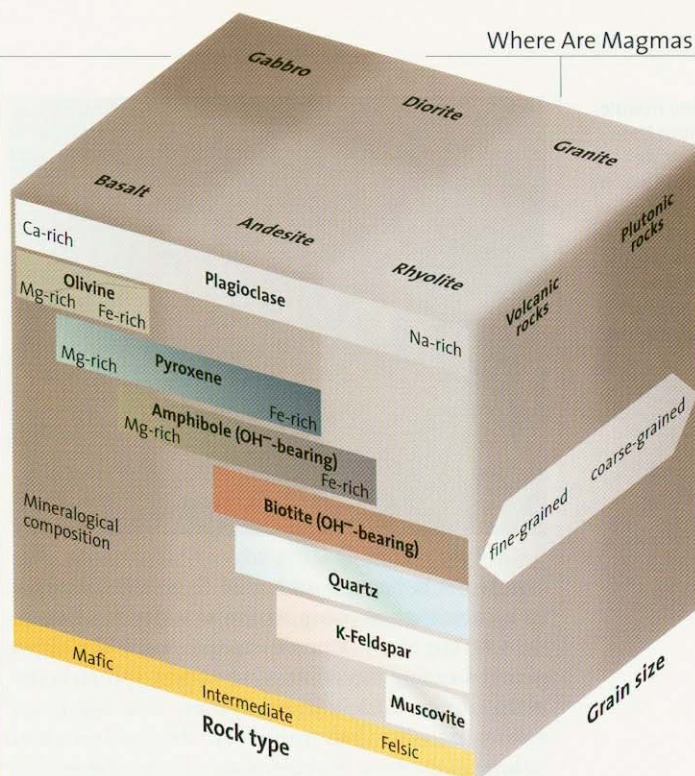 Where Are Magmas
Gabbro
Diorite
Granite
Basalt
Andesite
Rhyolite
Volcanic
rocks
Plutonic
rocks
Ca-rich
Plagioclase
Na-rich
Olivine
Mg-rich Fe-rich
Mg-rich
Pyroxene
Fe-rich
Amphibole (OH⁻-bearing)
Mg-rich
Fe-rich
Biotite (OH⁻-bearing)
Mineralogical
composition
Quartz
K-Feldspar
Muscovite
fine-grained coarse-grained
Mafic
Intermediate
Felsic
Rock type
Grain size